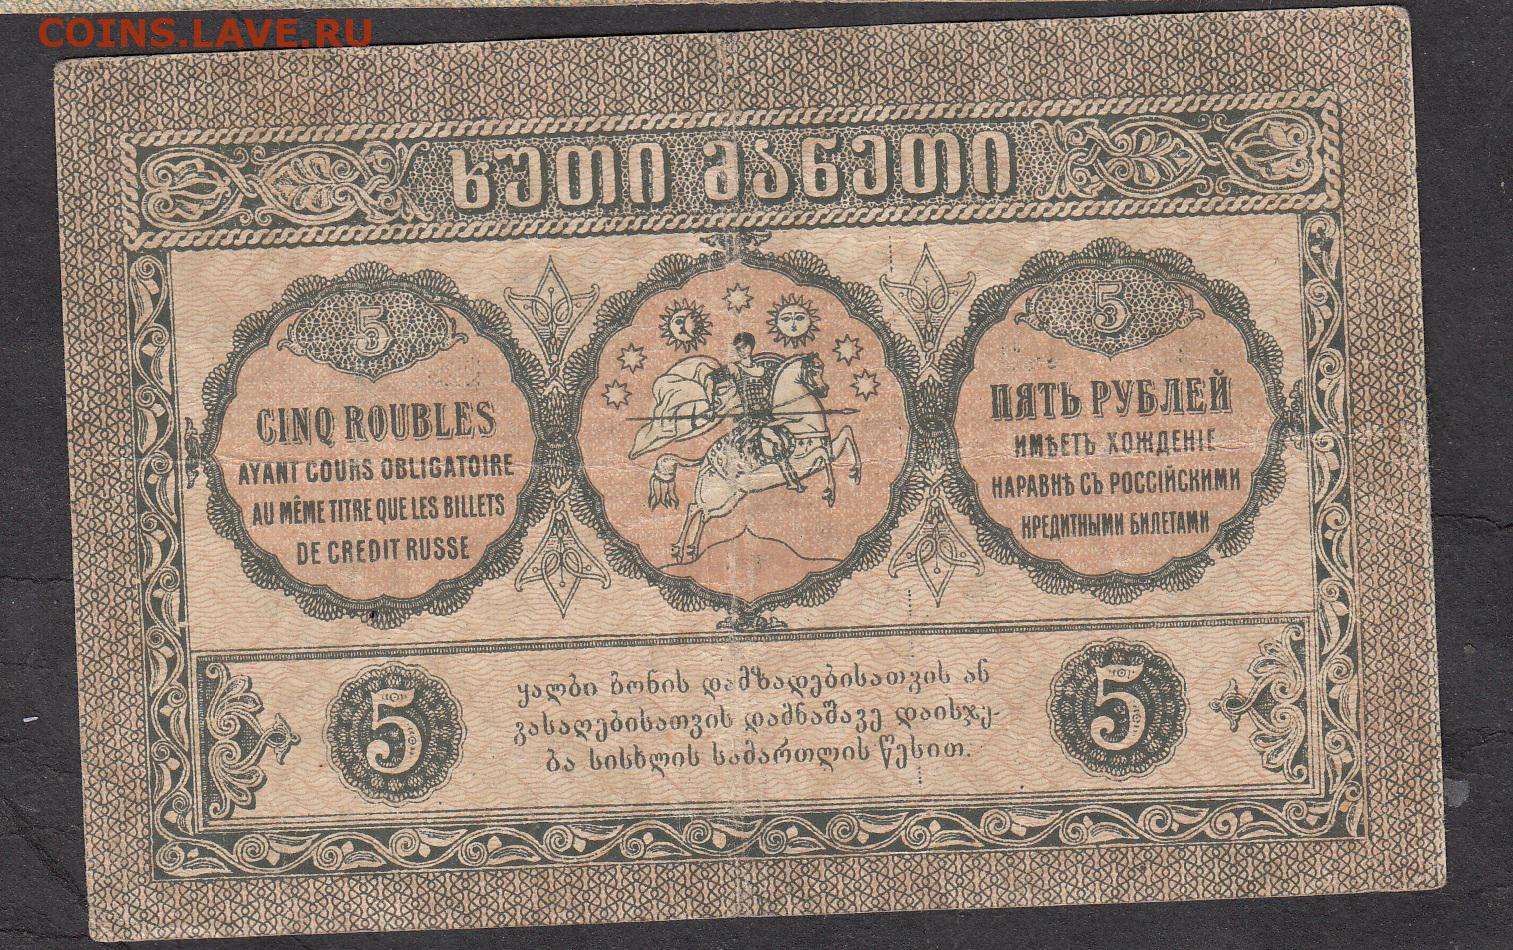 COINS.LAVE.RU
ხუთი მანეთი
5
CINQ ROUBLES
AYANT COURS OBLIGATOIRE
AU MÊME TITRE QUE LES BILLETS
DE CREDIT RUSSE
5
ПЯТЬ РУБЛЕЙ
ИМѢЕТЪ ХОЖДЕНІЕ
НАРАВНѢ СЪ РОССІЙСКИМИ
КРЕДИТНЫМИ БИЛЕТАМИ
5
ყალბი ბონის დამზადებისათვის ან
გასაღებისათვის დამნაშავე დაისჯე-
ბა სისხლის სამართლის წესით.
5